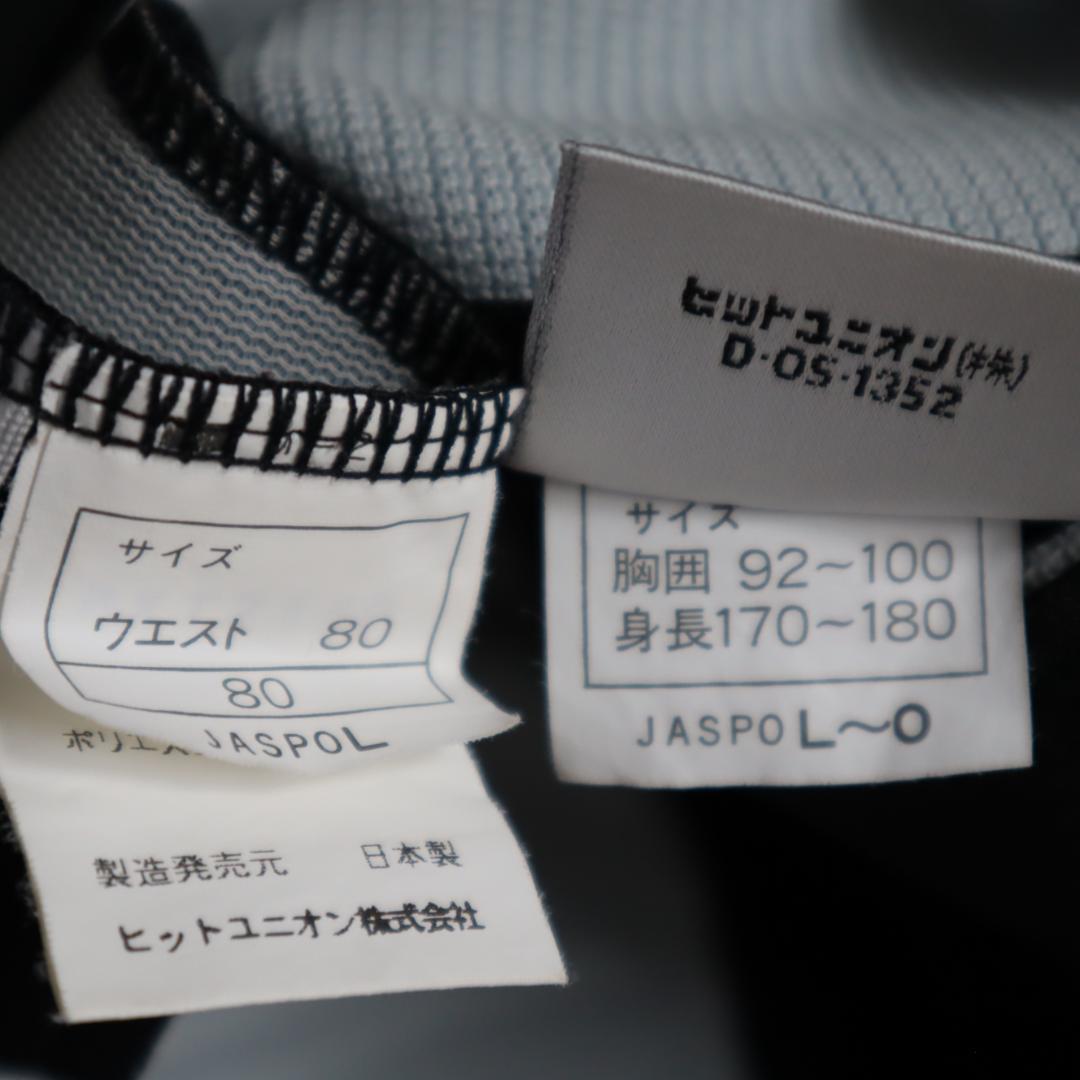 ヒットユニオン(株)
D・OS・1352
サイズ
胸囲 92〜100
身長170〜180
JASPO L〜O
サイズ
ウエスト 80
80
JASPO L
製造発売元 日本製
ヒットユニオン株式会社